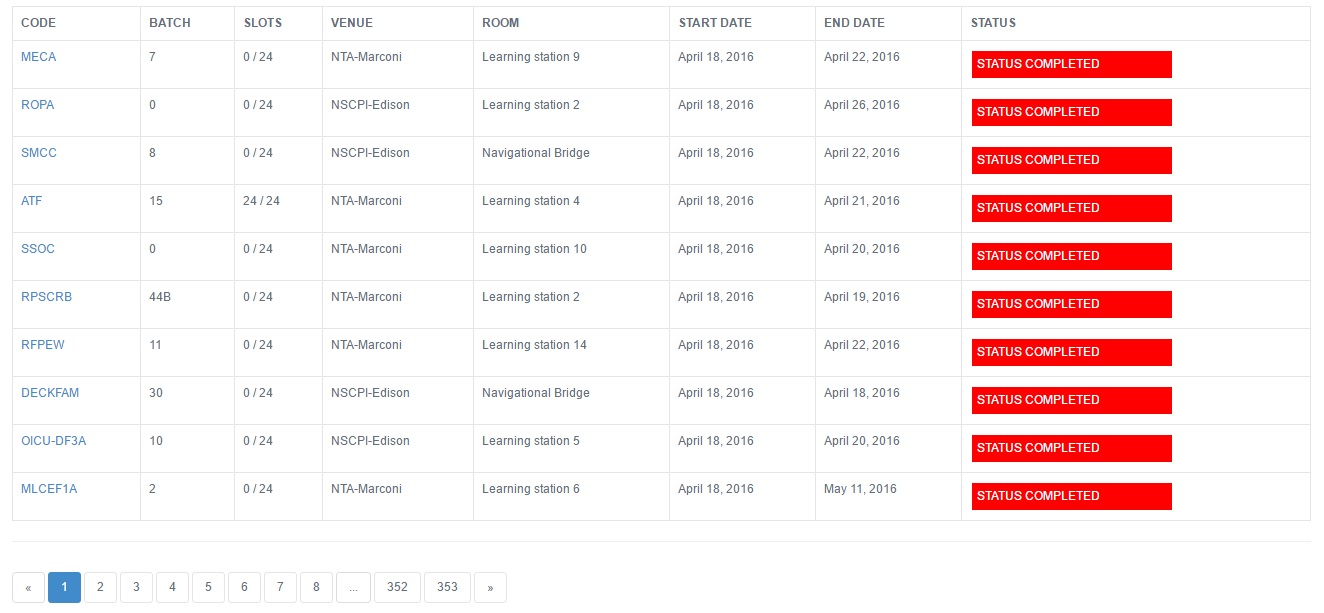 CODE BATCH SLOTS VENUE ROOM START DATE END DATE STATUS
MECA 7 0 / 24 NTA-Marconi Learning station 9 April 18, 2016 April 22, 2016 STATUS COMPLETED
ROPA 0 0 / 24 NSCPI-Edison Learning station 2 April 18, 2016 April 26, 2016 STATUS COMPLETED
SMCC 8 0 / 24 NSCPI-Edison Navigational Bridge April 18, 2016 April 22, 2016 STATUS COMPLETED
ATF 15 24 / 24 NTA-Marconi Learning station 4 April 18, 2016 April 21, 2016 STATUS COMPLETED
SSOC 0 0 / 24 NTA-Marconi Learning station 10 April 18, 2016 April 20, 2016 STATUS COMPLETED
RPSCRB 44B 0 / 24 NTA-Marconi Learning station 2 April 18, 2016 April 19, 2016 STATUS COMPLETED
RFPEW 11 0 / 24 NTA-Marconi Learning station 14 April 18, 2016 April 22, 2016 STATUS COMPLETED
DECKFAM 30 0 / 24 NSCPI-Edison Navigational Bridge April 18, 2016 April 18, 2016 STATUS COMPLETED
OICU-DF3A 10 0 / 24 NSCPI-Edison Learning station 5 April 18, 2016 April 20, 2016 STATUS COMPLETED
MLCEF1A 2 0 / 24 NTA-Marconi Learning station 6 April 18, 2016 May 11, 2016 STATUS COMPLETED
« 1 2 3 4 5 6 7 8 ... 352 353 »